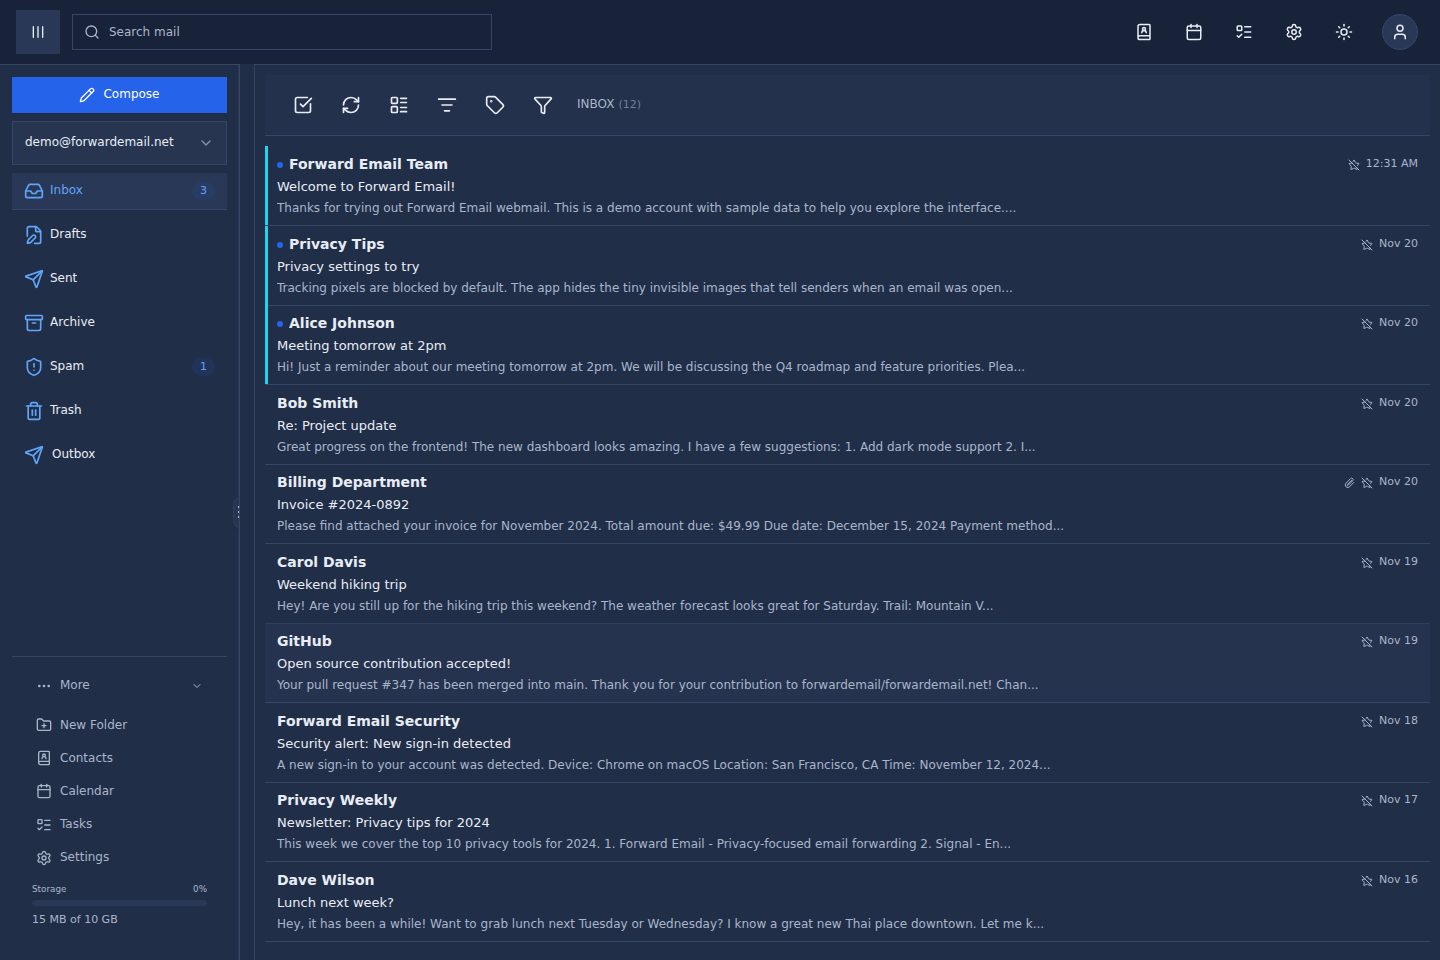 Search mail
Compose
demo@forwardemail.net
Inbox 3
Drafts
Sent
Archive
Spam 1
Trash
Outbox
More
New Folder
Contacts
Calendar
Tasks
Settings
Storage 0%
15 MB of 10 GB
INBOX (12)
Forward Email Team 12:31 AM
Welcome to Forward Email!
Thanks for trying out Forward Email webmail. This is a demo account with sample data to help you explore the interface....
Privacy Tips Nov 20
Privacy settings to try
Tracking pixels are blocked by default. The app hides the tiny invisible images that tell senders when an email was open...
Alice Johnson Nov 20
Meeting tomorrow at 2pm
Hi! Just a reminder about our meeting tomorrow at 2pm. We will be discussing the Q4 roadmap and feature priorities. Plea...
Bob Smith Nov 20
Re: Project update
Great progress on the frontend! The new dashboard looks amazing. I have a few suggestions: 1. Add dark mode support 2. I...
Billing Department Nov 20
Invoice #2024-0892
Please find attached your invoice for November 2024. Total amount due: $49.99 Due date: December 15, 2024 Payment method...
Carol Davis Nov 19
Weekend hiking trip
Hey! Are you still up for the hiking trip this weekend? The weather forecast looks great for Saturday. Trail: Mountain V...
GitHub Nov 19
Open source contribution accepted!
Your pull request #347 has been merged into main. Thank you for your contribution to forwardemail/forwardemail.net! Chan...
Forward Email Security Nov 18
Security alert: New sign-in detected
A new sign-in to your account was detected. Device: Chrome on macOS Location: San Francisco, CA Time: November 12, 2024...
Privacy Weekly Nov 17
Newsletter: Privacy tips for 2024
This week we cover the top 10 privacy tools for 2024. 1. Forward Email - Privacy-focused email forwarding 2. Signal - En...
Dave Wilson Nov 16
Lunch next week?
Hey, it has been a while! Want to grab lunch next Tuesday or Wednesday? I know a great new Thai place downtown. Let me k...